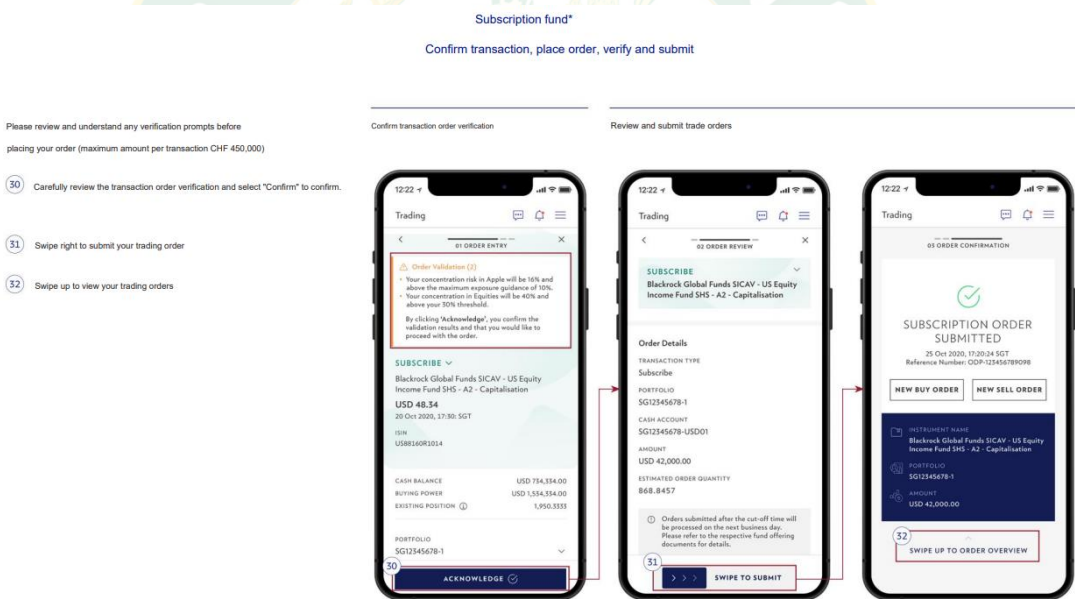 Subscription fund*
Confirm transaction, place order, verify and submit
Please review and understand any verification prompts before
placing your order (maximum amount per transaction CHF 450,000)
30 Carefully review the transaction order verification and select "Confirm" to confirm.
31 Swipe right to submit your trading order
32 Swipe up to view your trading orders
Confirm transaction order verification
12:22
Trading
01 ORDER ENTRY
Order Validation (2)
• Your concentration risk in Apple will be 16% and
above the maximum exposure guidance of 10%.
• Your concentration in Equities will be 40% and
above your 30% threshold.
By clicking 'Acknowledge', you confirm the
validation results and that you would like to
proceed with the order.
SUBSCRIBE
Blackrock Global Funds SICAV - US Equity
Income Fund SHS - A2 - Capitalisation
USD 48.34
20 Oct 2020, 17:30: SGT
ISIN
US88160R1014
CASH BALANCE USD 734,334.00
BUYING POWER USD 1,534,334.00
EXISTING POSITION 1,950.3333
PORTFOLIO
SG12345678-1
30
ACKNOWLEDGE
Review and submit trade orders
12:22
Trading
02 ORDER REVIEW
SUBSCRIBE
Blackrock Global Funds SICAV - US Equity
Income Fund SHS - A2 - Capitalisation
Order Details
TRANSACTION TYPE
Subscribe
PORTFOLIO
SG12345678-1
CASH ACCOUNT
SG12345678-USD01
AMOUNT
USD 42,000.00
ESTIMATED ORDER QUANTITY
868.8457
Orders submitted after the cut-off time will
be processed on the next business day.
Please refer to the respective fund offering
documents for details.
31
SWIPE TO SUBMIT
12:22
Trading
03 ORDER CONFIRMATION
SUBSCRIPTION ORDER
SUBMITTED
25 Oct 2020, 17:20:24 SGT
Reference Number: ODP-123456789098
NEW BUY ORDER NEW SELL ORDER
INSTRUMENT NAME
Blackrock Global Funds SICAV - US Equity
Income Fund SHS - A2 - Capitalisation
PORTFOLIO
SG12345678-1
AMOUNT
USD 42,000.00
32
SWIPE UP TO ORDER OVERVIEW